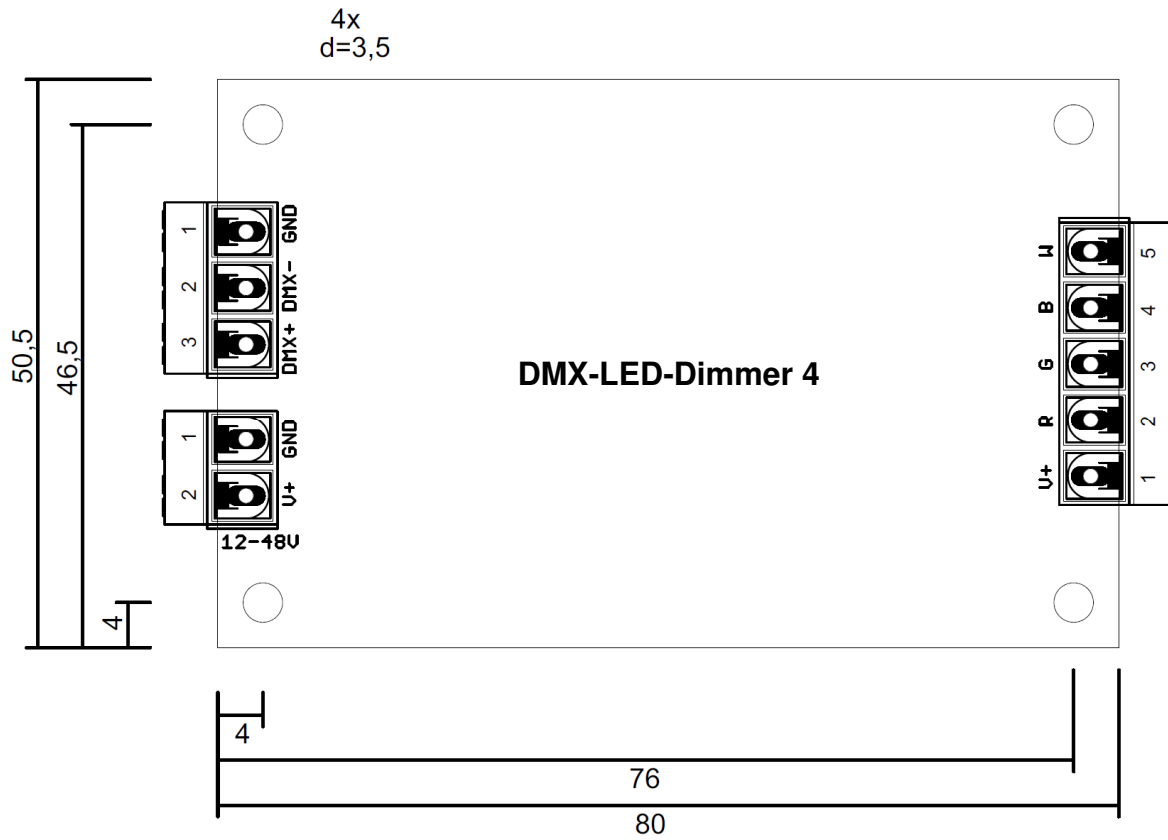 4x
d=3,5
1 GND
2 DMX-
3 DMX+
1 GND
2 V+
12-48V
DMX-LED-Dimmer 4
W 5
B 4
G 3
R 2
V+ 1
50,5
46,5
4
4
76
80